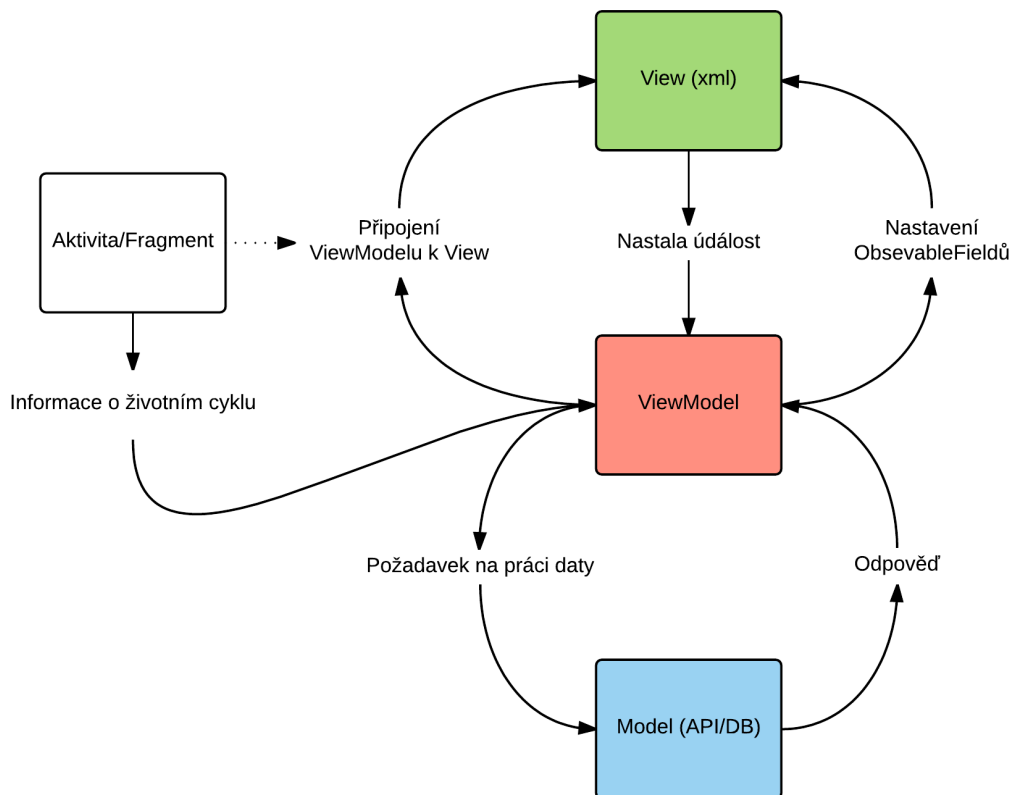 View (xml)
Aktivita/Fragment
Připojení
ViewModelu k View
Nastala údálost
Nastavení
ObsevableFieldů
Informace o životním cyklu
ViewModel
Požadavek na práci daty
Odpověď
Model (API/DB)